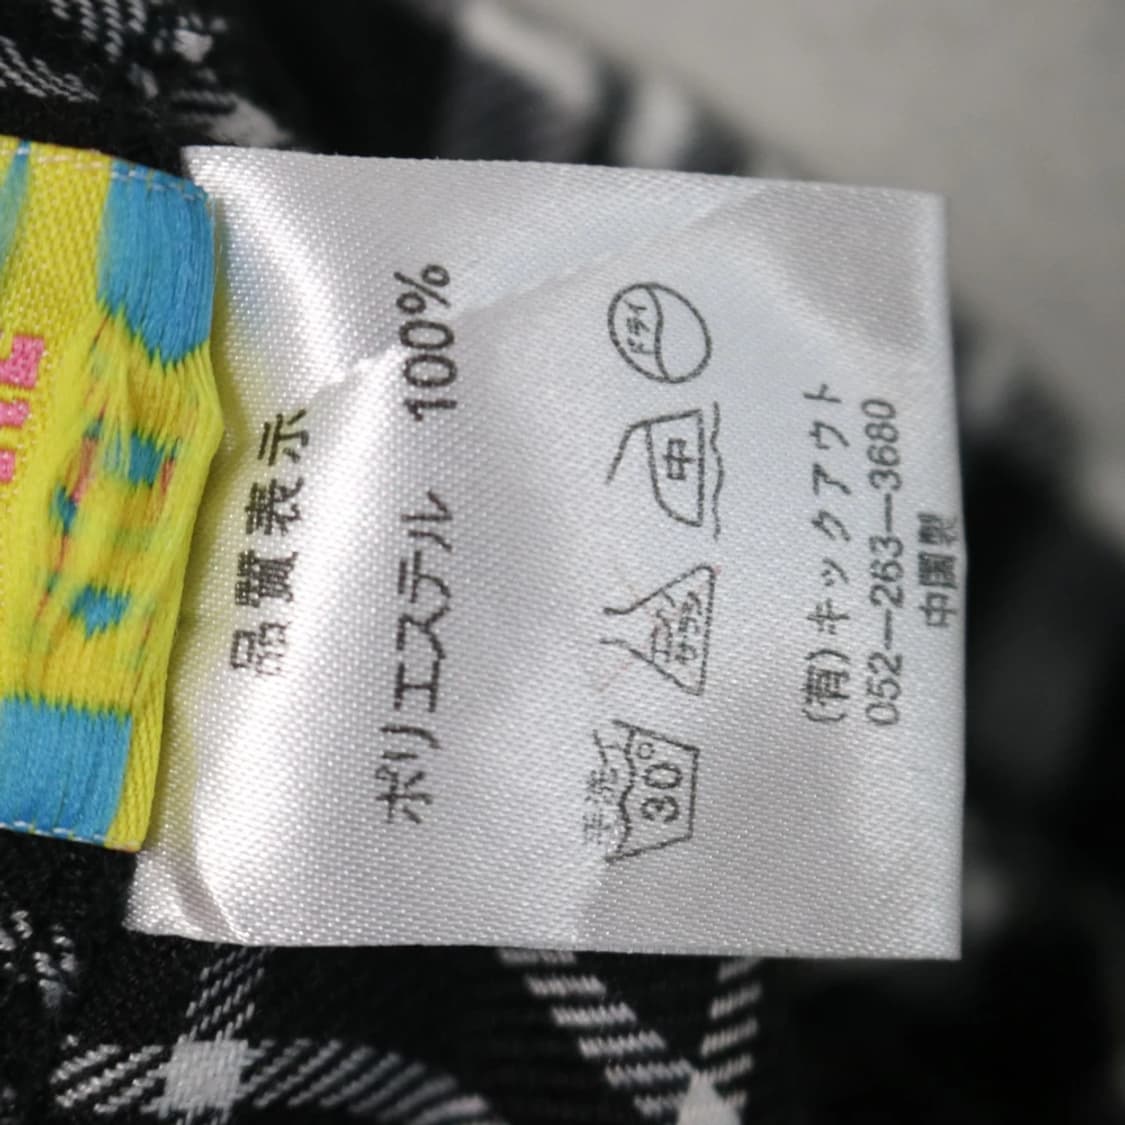 品質表示
ポリエステル 100%
手洗イ
30°
エンソ
サラシ
中
ドライ
(有)キックアウト
052-263-3680
中国製